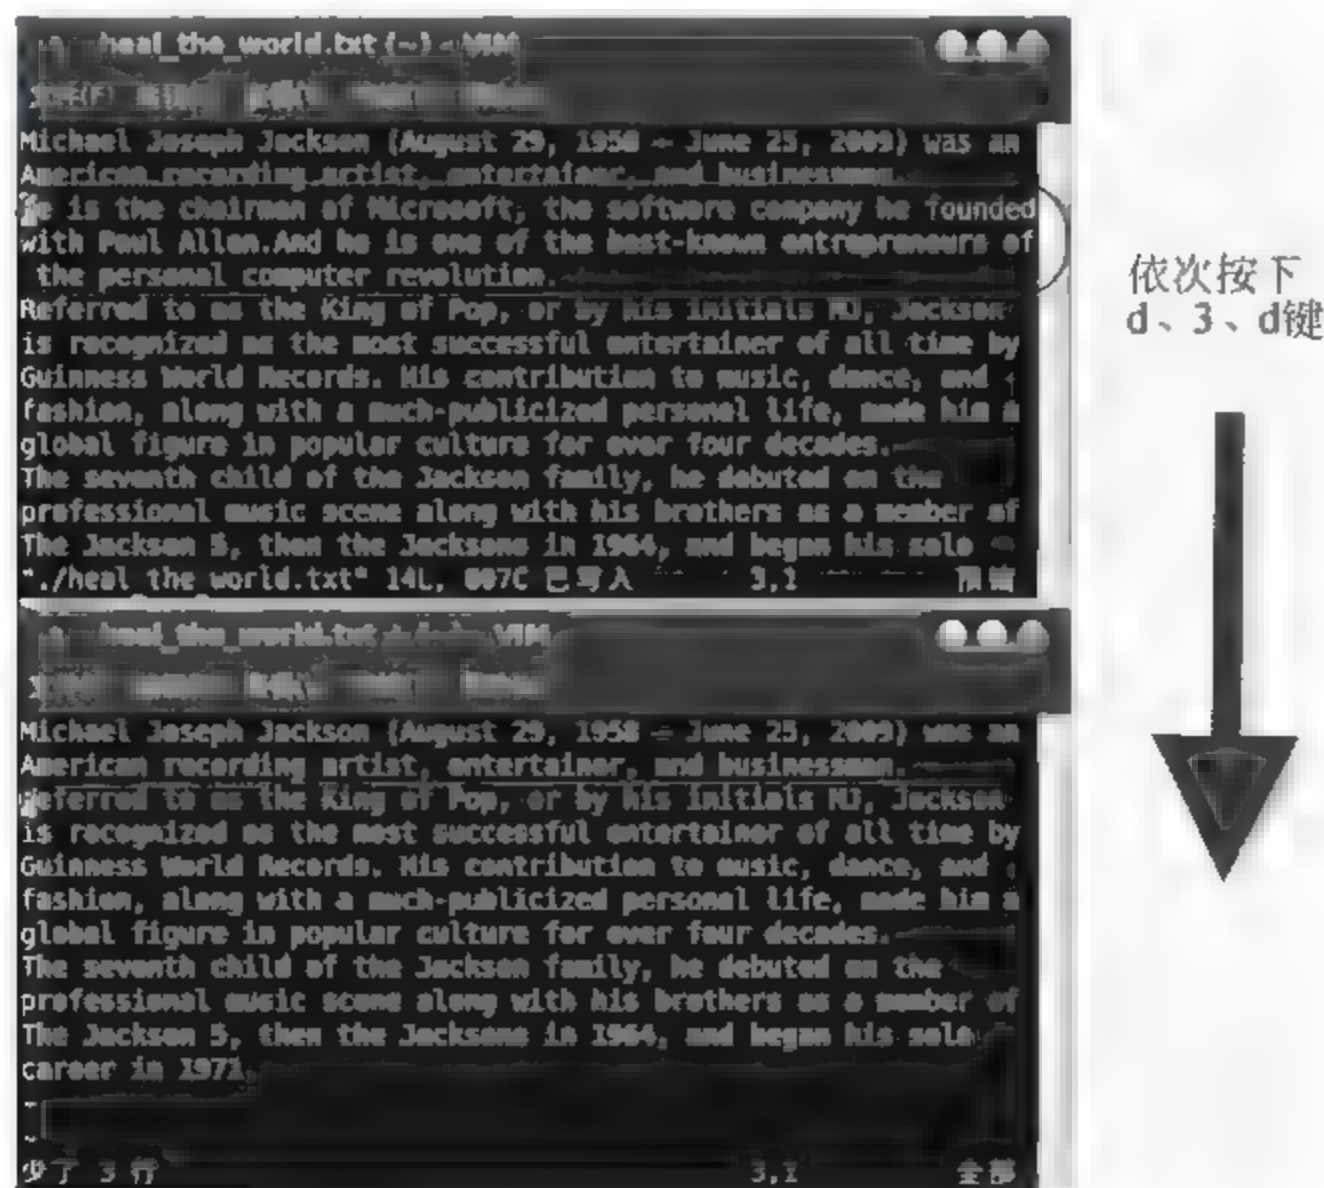 heal_the_world.txt (~) - VIM
Michael Joseph Jackson (August 29, 1958 – June 25, 2009) was an
American recording artist, entertainer, and businessman.
He is the chairman of Microsoft, the software company he founded
with Paul Allen.And he is one of the best-known entrepreneurs of
the personal computer revolution.
Referred to as the King of Pop, or by his initials MJ, Jackson
is recognized as the most successful entertainer of all time by
Guinness World Records. His contribution to music, dance, and
fashion, along with a much-publicized personal life, made him a
global figure in popular culture for over four decades.
The seventh child of the Jackson family, he debuted on the
professional music scene along with his brothers as a member of
The Jackson 5, then the Jacksons in 1964, and began his solo
"./heal_the_world.txt" 14L, 897C 已写入 3,1 顶端
依次按下
d、3、d键
heal_the_world.txt VIM
Michael Joseph Jackson (August 29, 1958 – June 25, 2009) was an
American recording artist, entertainer, and businessman.
Referred to as the King of Pop, or by his initials MJ, Jackson
is recognized as the most successful entertainer of all time by
Guinness World Records. His contribution to music, dance, and
fashion, along with a much-publicized personal life, made him a
global figure in popular culture for over four decades.
The seventh child of the Jackson family, he debuted on the
professional music scene along with his brothers as a member of
The Jackson 5, then the Jacksons in 1964, and began his solo
career in 1971.
~
~
少了 3 行 3,1 全部